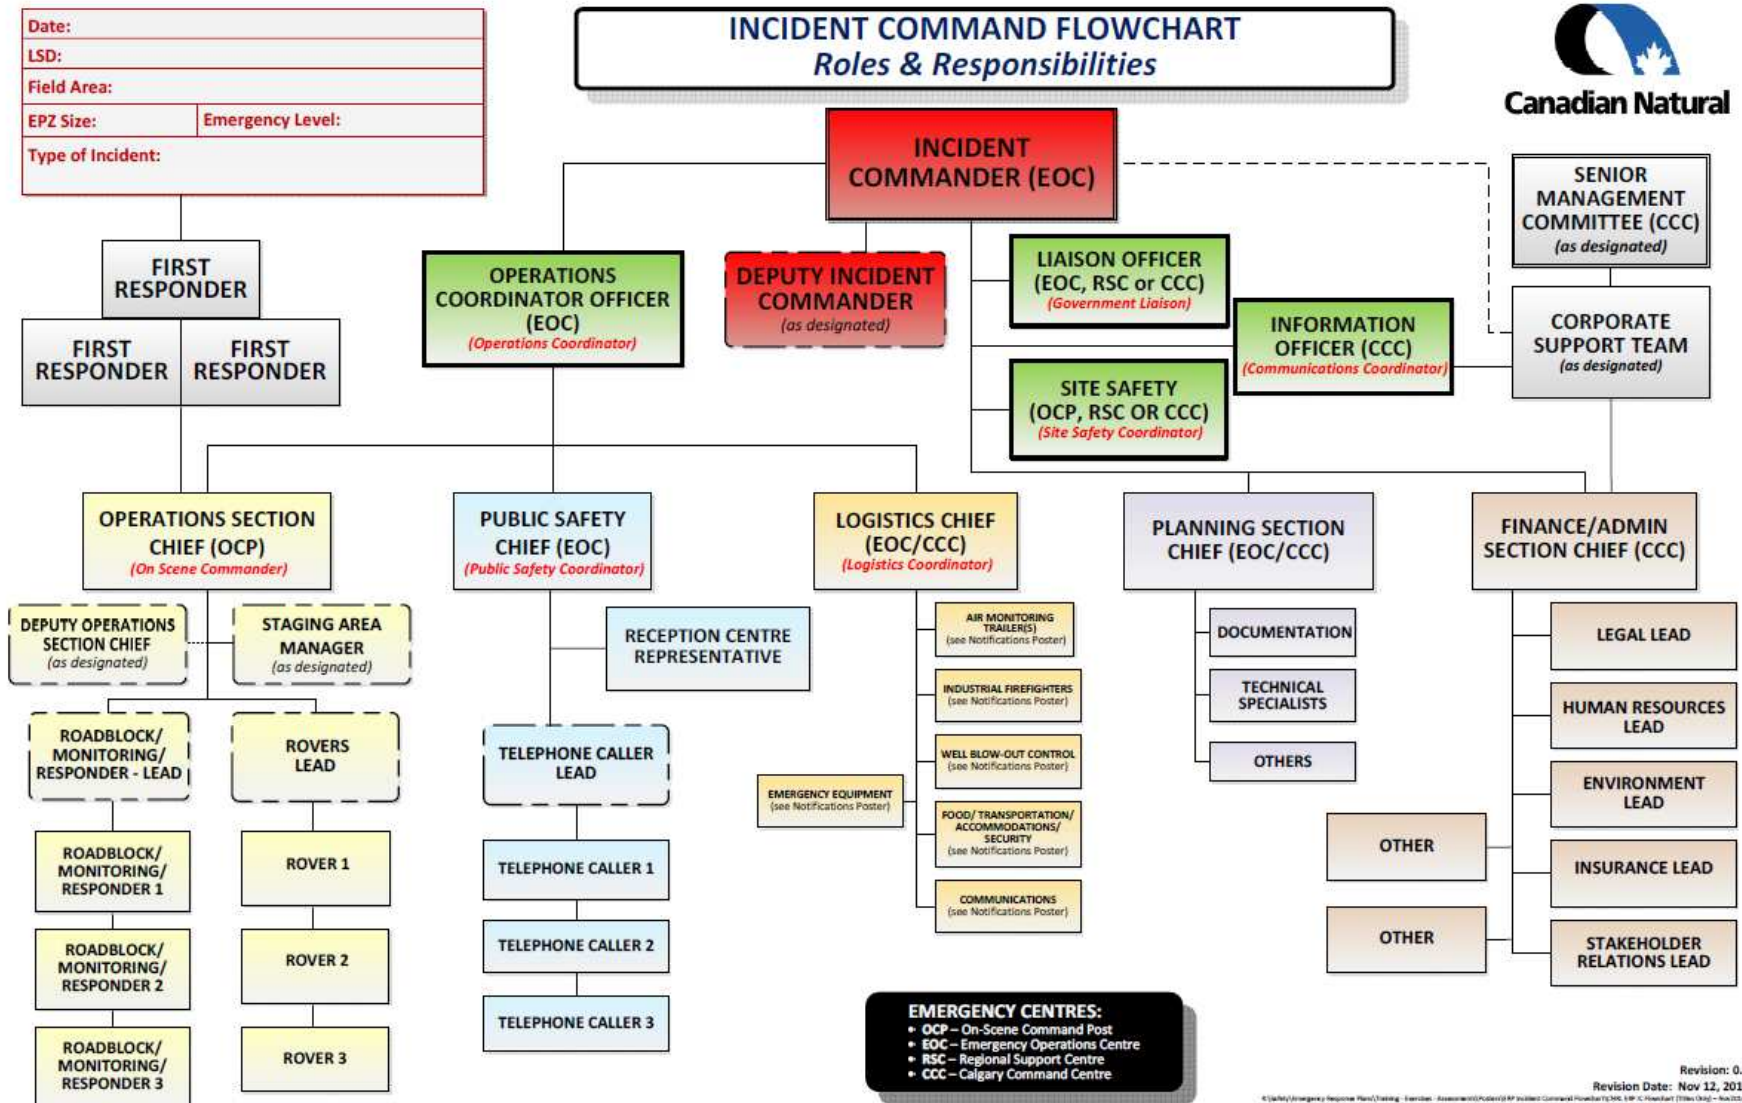 Date:
LSD:
Field Area:
EPZ Size:
Emergency Level:
Type of Incident:
INCIDENT COMMAND FLOWCHART
Roles & Responsibilities
Canadian Natural
INCIDENT
COMMANDER (EOC)
SENIOR
MANAGEMENT
COMMITTEE (CCC)
(as designated)
FIRST
RESPONDER
FIRST
RESPONDER
FIRST
RESPONDER
OPERATIONS
COORDINATOR OFFICER
(EOC)
(Operations Coordinator)
DEPUTY INCIDENT
COMMANDER
(as designated)
LIAISON OFFICER
(EOC, RSC or CCC)
(Government Liaison)
INFORMATION
OFFICER (CCC)
(Communications Coordinator)
CORPORATE
SUPPORT TEAM
(as designated)
SITE SAFETY
(OCP, RSC OR CCC)
(Site Safety Coordinator)
OPERATIONS SECTION
CHIEF (OCP)
(On Scene Commander)
PUBLIC SAFETY
CHIEF (EOC)
(Public Safety Coordinator)
LOGISTICS CHIEF
(EOC/CCC)
(Logistics Coordinator)
PLANNING SECTION
CHIEF (EOC/CCC)
FINANCE/ADMIN
SECTION CHIEF (CCC)
DEPUTY OPERATIONS
SECTION CHIEF
(as designated)
STAGING AREA
MANAGER
(as designated)
ROADBLOCK/
MONITORING/
RESPONDER - LEAD
ROVERS
LEAD
ROADBLOCK/
MONITORING/
RESPONDER 1
ROVER 1
ROADBLOCK/
MONITORING/
RESPONDER 2
ROVER 2
ROADBLOCK/
MONITORING/
RESPONDER 3
ROVER 3
RECEPTION CENTRE
REPRESENTATIVE
TELEPHONE CALLER
LEAD
TELEPHONE CALLER 1
TELEPHONE CALLER 2
TELEPHONE CALLER 3
AIR MONITORING
TRAILER(S)
(see Notifications Poster)
INDUSTRIAL FIREFIGHTERS
(see Notifications Poster)
WELL BLOW-OUT CONTROL
(see Notifications Poster)
EMERGENCY EQUIPMENT
(see Notifications Poster)
FOOD/ TRANSPORTATION/
ACCOMMODATIONS/
SECURITY
(see Notifications Poster)
COMMUNICATIONS
(see Notifications Poster)
DOCUMENTATION
TECHNICAL
SPECIALISTS
OTHERS
LEGAL LEAD
HUMAN RESOURCES
LEAD
ENVIRONMENT
LEAD
OTHER
INSURANCE LEAD
OTHER
STAKEHOLDER
RELATIONS LEAD
EMERGENCY CENTRES:
• OCP – On-Scene Command Post
• EOC – Emergency Operations Centre
• RSC – Regional Support Centre
• CCC – Calgary Command Centre
Revision: 0.
Revision Date: Nov 12, 201